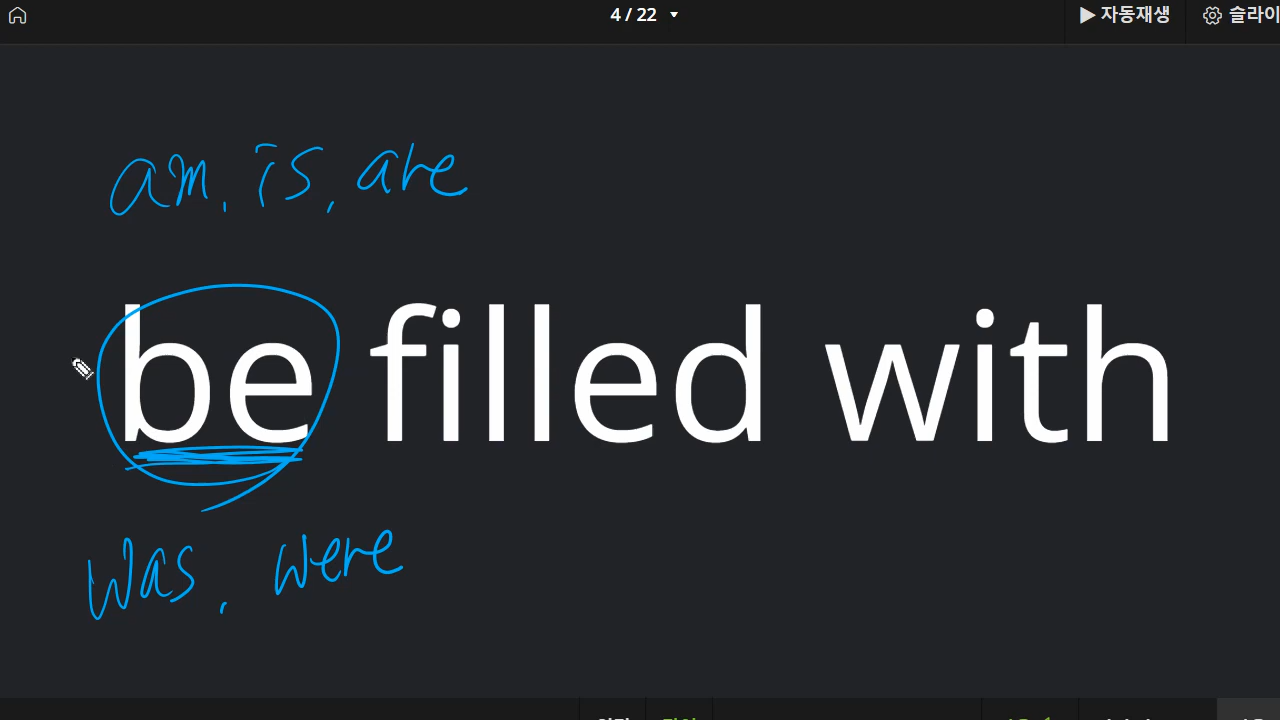 4 / 22
▶ 자동재생
슬라이
am, is, are
be filled with
was, were